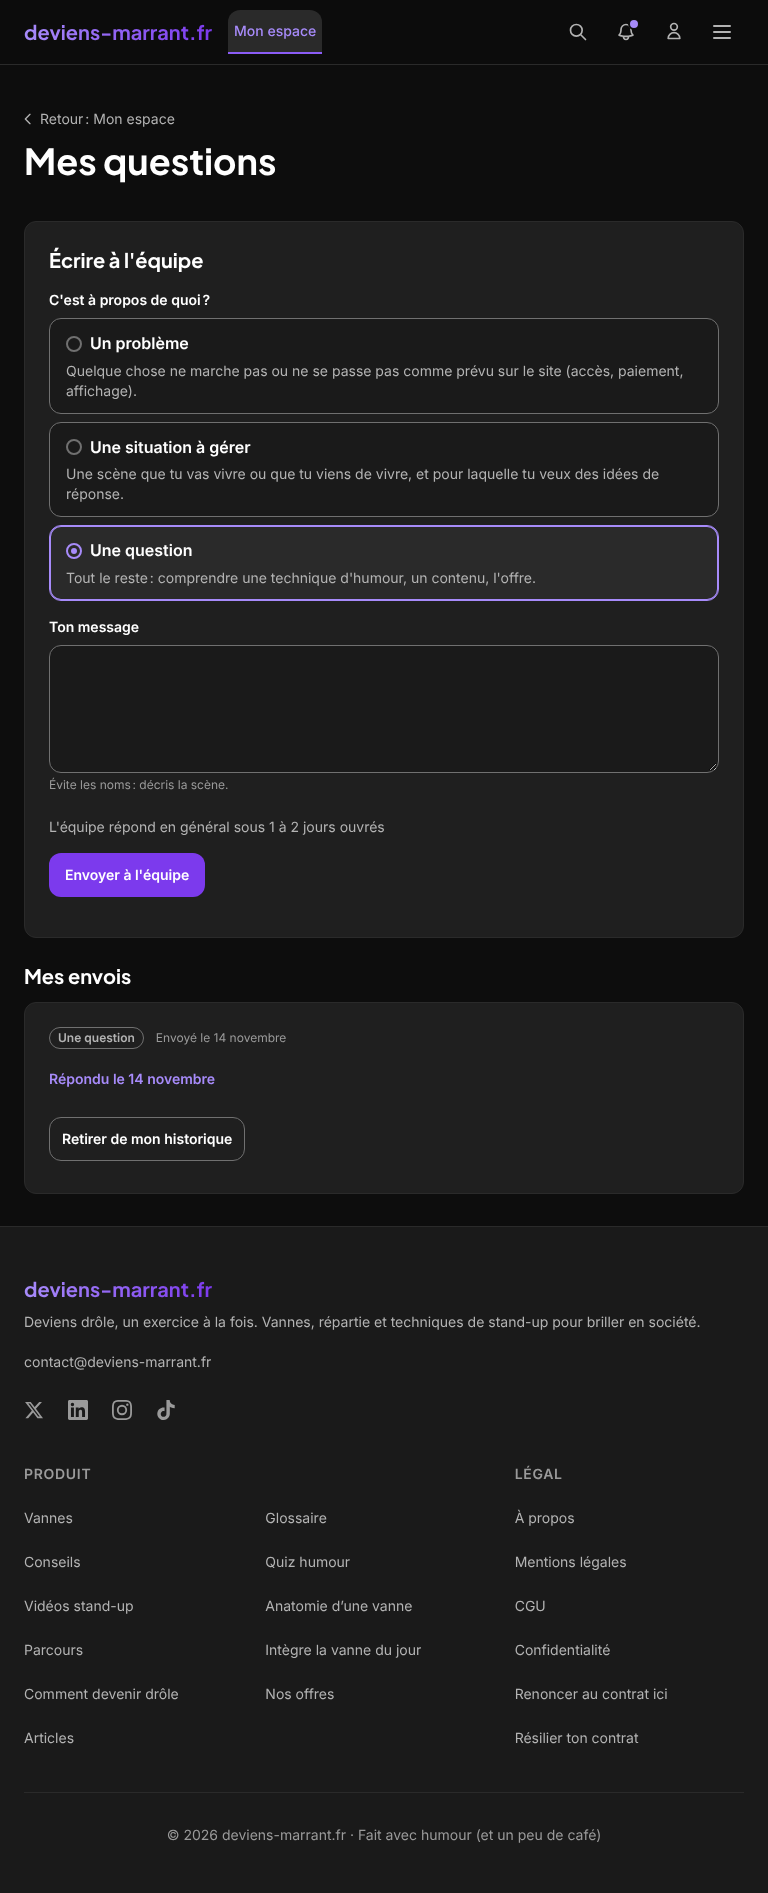 deviens-marrant.fr
Mon espace
Retour : Mon espace
Mes questions
Écrire à l'équipe
C'est à propos de quoi ?
Un problème
Quelque chose ne marche pas ou ne se passe pas comme prévu sur le site (accès, paiement,
affichage).
Une situation à gérer
Une scène que tu vas vivre ou que tu viens de vivre, et pour laquelle tu veux des idées de
réponse.
Une question
Tout le reste : comprendre une technique d'humour, un contenu, l'offre.
Ton message
Évite les noms : décris la scène.
L'équipe répond en général sous 1 à 2 jours ouvrés
Envoyer à l'équipe
Mes envois
Une question Envoyé le 14 novembre
Répondu le 14 novembre
Retirer de mon historique
deviens-marrant.fr
Deviens drôle, un exercice à la fois. Vannes, répartie et techniques de stand-up pour briller en société.
contact@deviens-marrant.fr
PRODUIT
Vannes
Conseils
Vidéos stand-up
Parcours
Comment devenir drôle
Articles
Glossaire
Quiz humour
Anatomie d’une vanne
Intègre la vanne du jour
Nos offres
LÉGAL
À propos
Mentions légales
CGU
Confidentialité
Renoncer au contrat ici
Résilier ton contrat
© 2026 deviens-marrant.fr · Fait avec humour (et un peu de café)